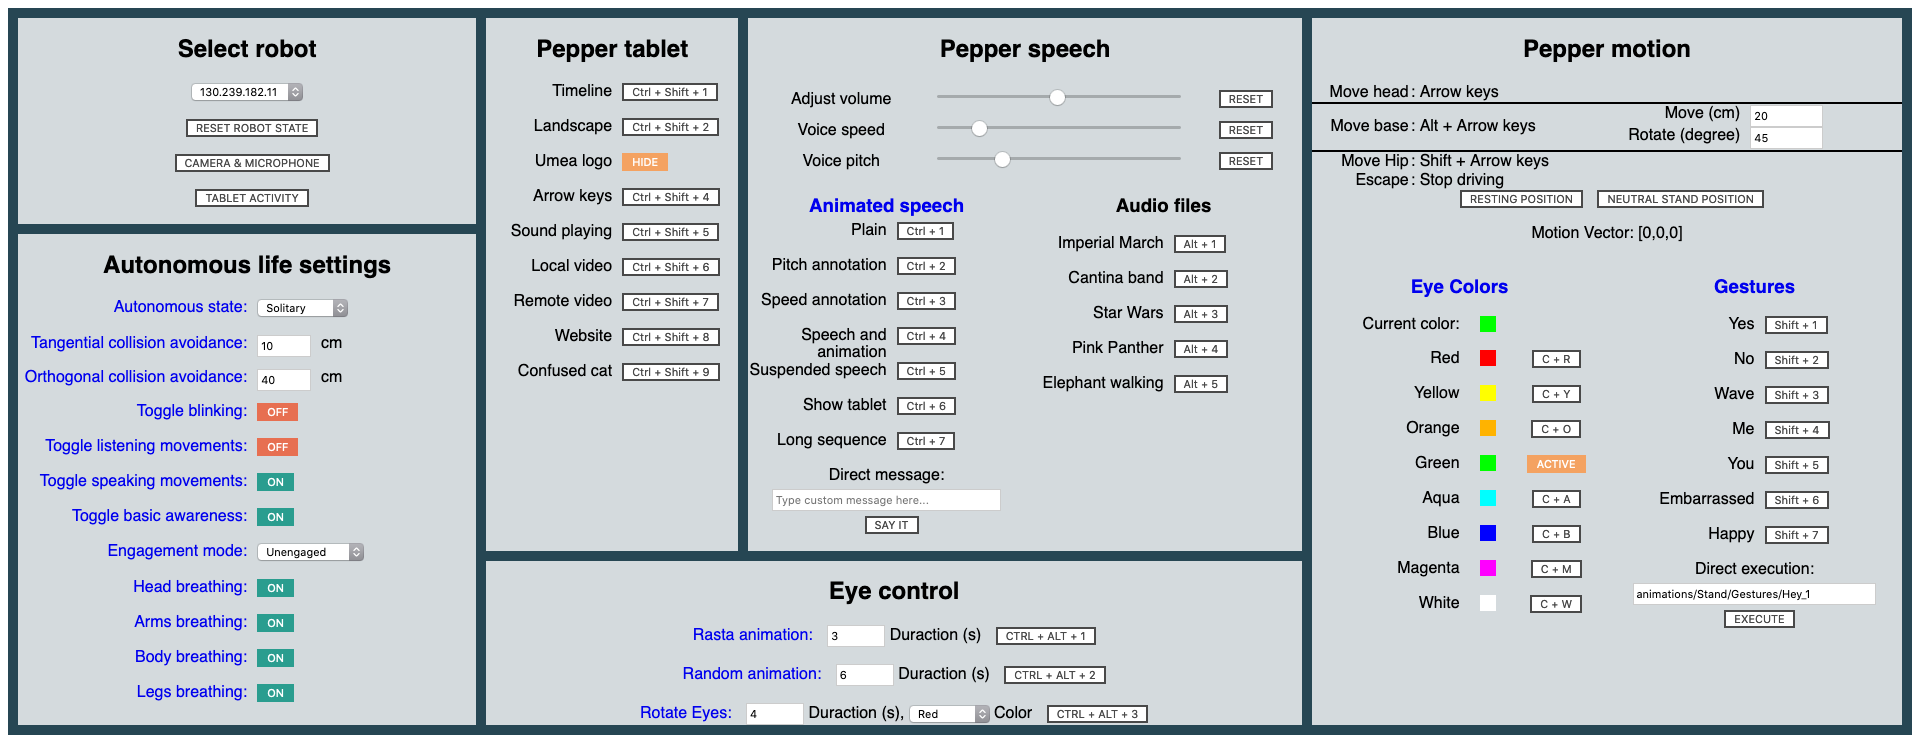 Select robot
130.239.182.11
RESET ROBOT STATE
CAMERA & MICROPHONE
TABLET ACTIVITY
Autonomous life settings
Autonomous state: Solitary
Tangential collision avoidance: 10 cm
Orthogonal collision avoidance: 40 cm
Toggle blinking: OFF
Toggle listening movements: OFF
Toggle speaking movements: ON
Toggle basic awareness: ON
Engagement mode: Unengaged
Head breathing: ON
Arms breathing: ON
Body breathing: ON
Legs breathing: ON
Pepper tablet
Timeline Ctrl + Shift + 1
Landscape Ctrl + Shift + 2
Umea logo HIDE
Arrow keys Ctrl + Shift + 4
Sound playing Ctrl + Shift + 5
Local video Ctrl + Shift + 6
Remote video Ctrl + Shift + 7
Website Ctrl + Shift + 8
Confused cat Ctrl + Shift + 9
Pepper speech
Adjust volume RESET
Voice speed RESET
Voice pitch RESET
Animated speech
Plain Ctrl + 1
Pitch annotation Ctrl + 2
Speed annotation Ctrl + 3
Speech and animation Ctrl + 4
Suspended speech Ctrl + 5
Show tablet Ctrl + 6
Long sequence Ctrl + 7
Direct message:
Type custom message here...
SAY IT
Audio files
Imperial March Alt + 1
Cantina band Alt + 2
Star Wars Alt + 3
Pink Panther Alt + 4
Elephant walking Alt + 5
Eye control
Rasta animation: 3 Duration (s) CTRL + ALT + 1
Random animation: 6 Duration (s) CTRL + ALT + 2
Rotate Eyes: 4 Duration (s), Red Color CTRL + ALT + 3
Pepper motion
Move head : Arrow keys
Move base : Alt + Arrow keys
Move (cm) 20
Rotate (degree) 45
Move Hip : Shift + Arrow keys
Escape : Stop driving
RESTING POSITION NEUTRAL STAND POSITION
Motion Vector: [0,0,0]
Eye Colors
Current color:
Red C + R
Yellow C + Y
Orange C + O
Green ACTIVE
Aqua C + A
Blue C + B
Magenta C + M
White C + W
Gestures
Yes Shift + 1
No Shift + 2
Wave Shift + 3
Me Shift + 4
You Shift + 5
Embarrassed Shift + 6
Happy Shift + 7
Direct execution:
animations/Stand/Gestures/Hey_1
EXECUTE